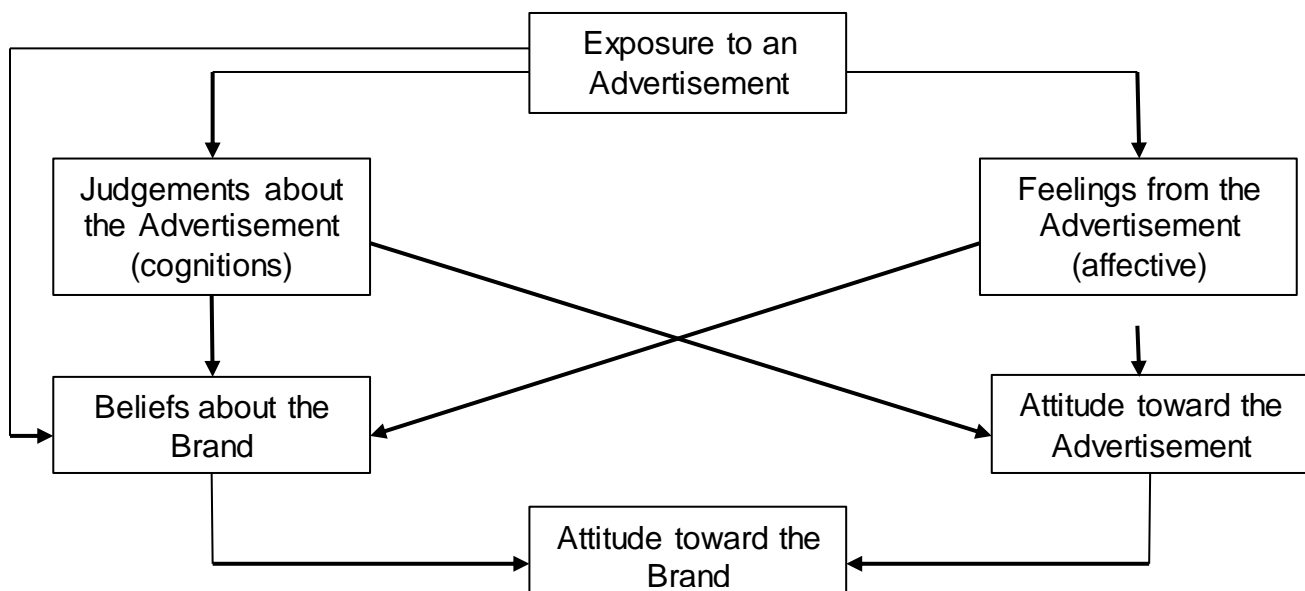 Exposure to an
Advertisement
Judgements about
the Advertisement
(cognitions)
Feelings from the
Advertisement
(affective)
Beliefs about the
Brand
Attitude toward the
Advertisement
Attitude toward the
Brand